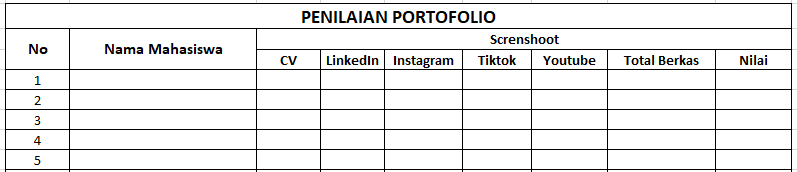 PENILAIAN PORTOFOLIO
No Nama Mahasiswa Screnshoot
CV LinkedIn Instagram Tiktok Youtube Total Berkas Nilai
1
2
3
4
5